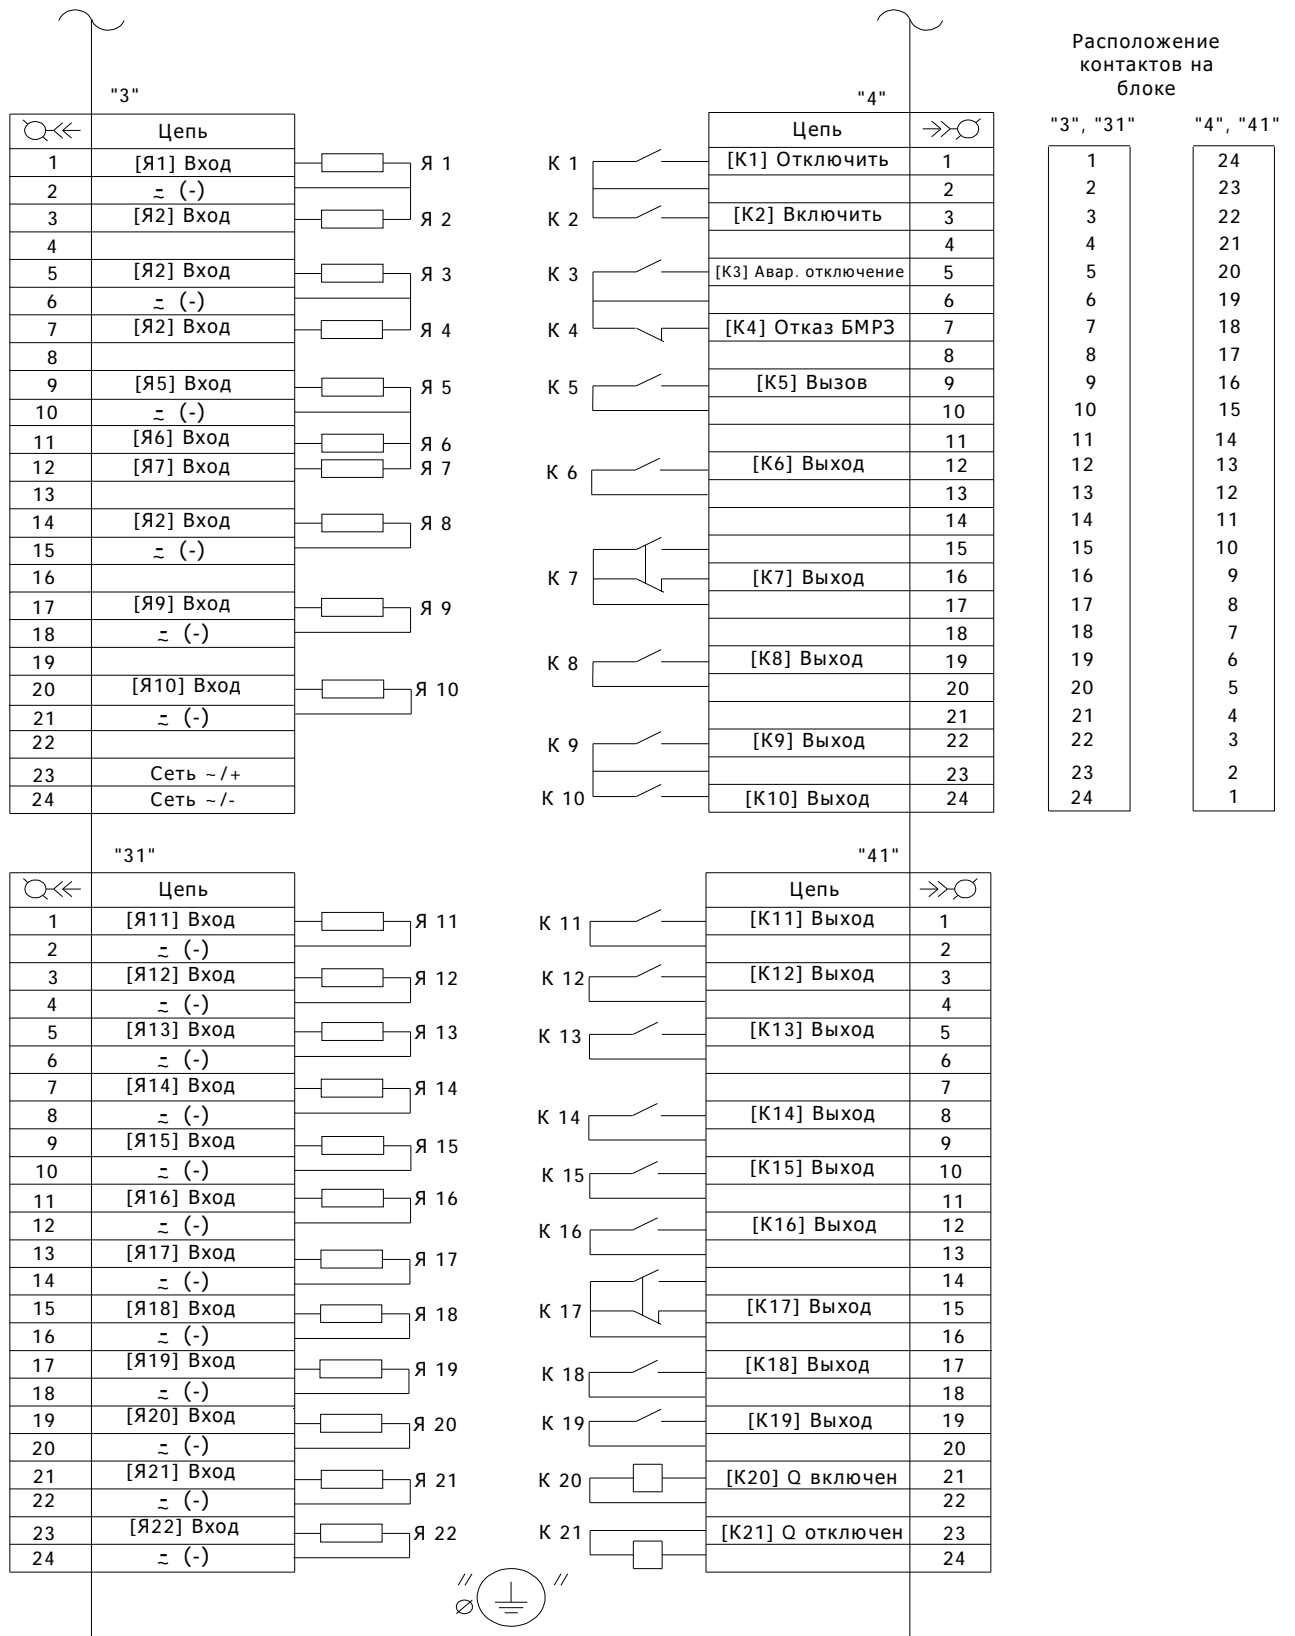 Расположение
контактов на
блоке
"3", "31" "4", "41"
1 24
2 23
3 22
4 21
5 20
6 19
7 18
8 17
9 16
10 15
11 14
12 13
13 12
14 11
15 10
16 9
17 8
18 7
19 6
20 5
21 4
22 3
23 2
24 1
"3"
Цепь
1 [Я1] Вход Я 1
2 ~ (-)
3 [Я2] Вход Я 2
4
5 [Я2] Вход Я 3
6 ~ (-)
7 [Я2] Вход Я 4
8
9 [Я5] Вход Я 5
10 ~ (-)
11 [Я6] Вход Я 6
12 [Я7] Вход Я 7
13
14 [Я2] Вход Я 8
15 ~ (-)
16
17 [Я9] Вход Я 9
18 ~ (-)
19
20 [Я10] Вход Я 10
21 ~ (-)
22
23 Сеть ~/+
24 Сеть ~/-
"4"
Цепь
К 1 [К1] Отключить 1
2
К 2 [К2] Включить 3
4
К 3 [К3] Авар. отключение 5
6
К 4 [К4] Отказ БМРЗ 7
8
К 5 [К5] Вызов 9
10
11
К 6 [К6] Выход 12
13
14
15
К 7 [К7] Выход 16
17
18
К 8 [К8] Выход 19
20
21
К 9 [К9] Выход 22
23
К 10 [К10] Выход 24
"31"
Цепь
1 [Я11] Вход Я 11
2 ~ (-)
3 [Я12] Вход Я 12
4 ~ (-)
5 [Я13] Вход Я 13
6 ~ (-)
7 [Я14] Вход Я 14
8 ~ (-)
9 [Я15] Вход Я 15
10 ~ (-)
11 [Я16] Вход Я 16
12 ~ (-)
13 [Я17] Вход Я 17
14 ~ (-)
15 [Я18] Вход Я 18
16 ~ (-)
17 [Я19] Вход Я 19
18 ~ (-)
19 [Я20] Вход Я 20
20 ~ (-)
21 [Я21] Вход Я 21
22 ~ (-)
23 [Я22] Вход Я 22
24 ~ (-)
"41"
Цепь
К 11 [К11] Выход 1
2
К 12 [К12] Выход 3
4
К 13 [К13] Выход 5
6
7
К 14 [К14] Выход 8
9
К 15 [К15] Выход 10
11
К 16 [К16] Выход 12
13
14
К 17 [К17] Выход 15
16
К 18 [К18] Выход 17
18
К 19 [К19] Выход 19
20
К 20 [К20] Q включен 21
22
К 21 [К21] Q отключен 23
24